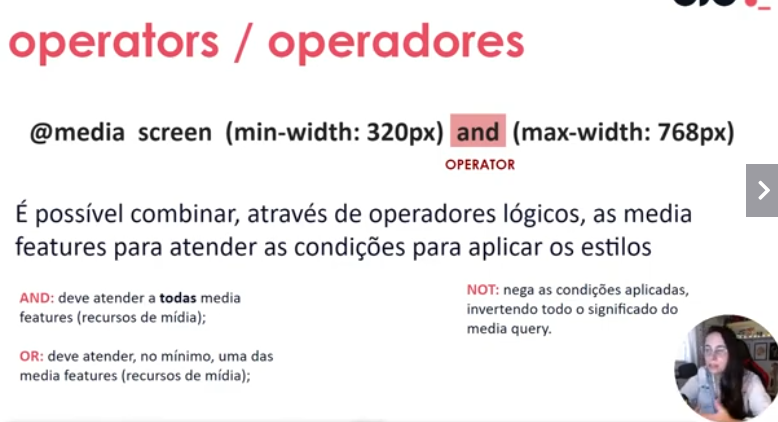 operators / operadores
@media screen (min-width: 320px) and (max-width: 768px)
OPERATOR
É possível combinar, através de operadores lógicos, as media
features para atender as condições para aplicar os estilos
AND: deve atender a todas media
features (recursos de mídia);
OR: deve atender, no mínimo, uma das
media features (recursos de mídia);
NOT: nega as condições aplicadas,
invertendo todo o significado do
media query.